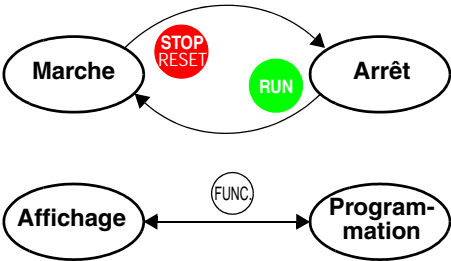 STOP
RESET
Marche
Arrêt
RUN
FUNC.
Affichage
Program-
mation